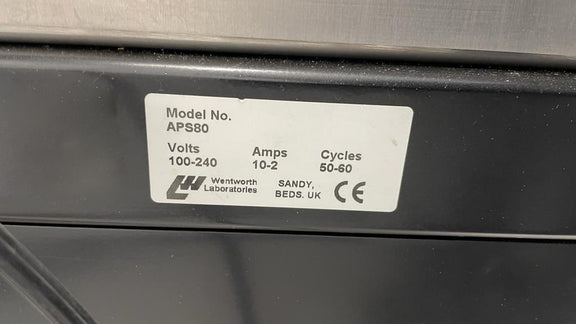 Model No.
APS80
Volts Amps Cycles
100-240 10-2 50-60
Wentworth
Laboratories
SANDY,
BEDS. UK
CE